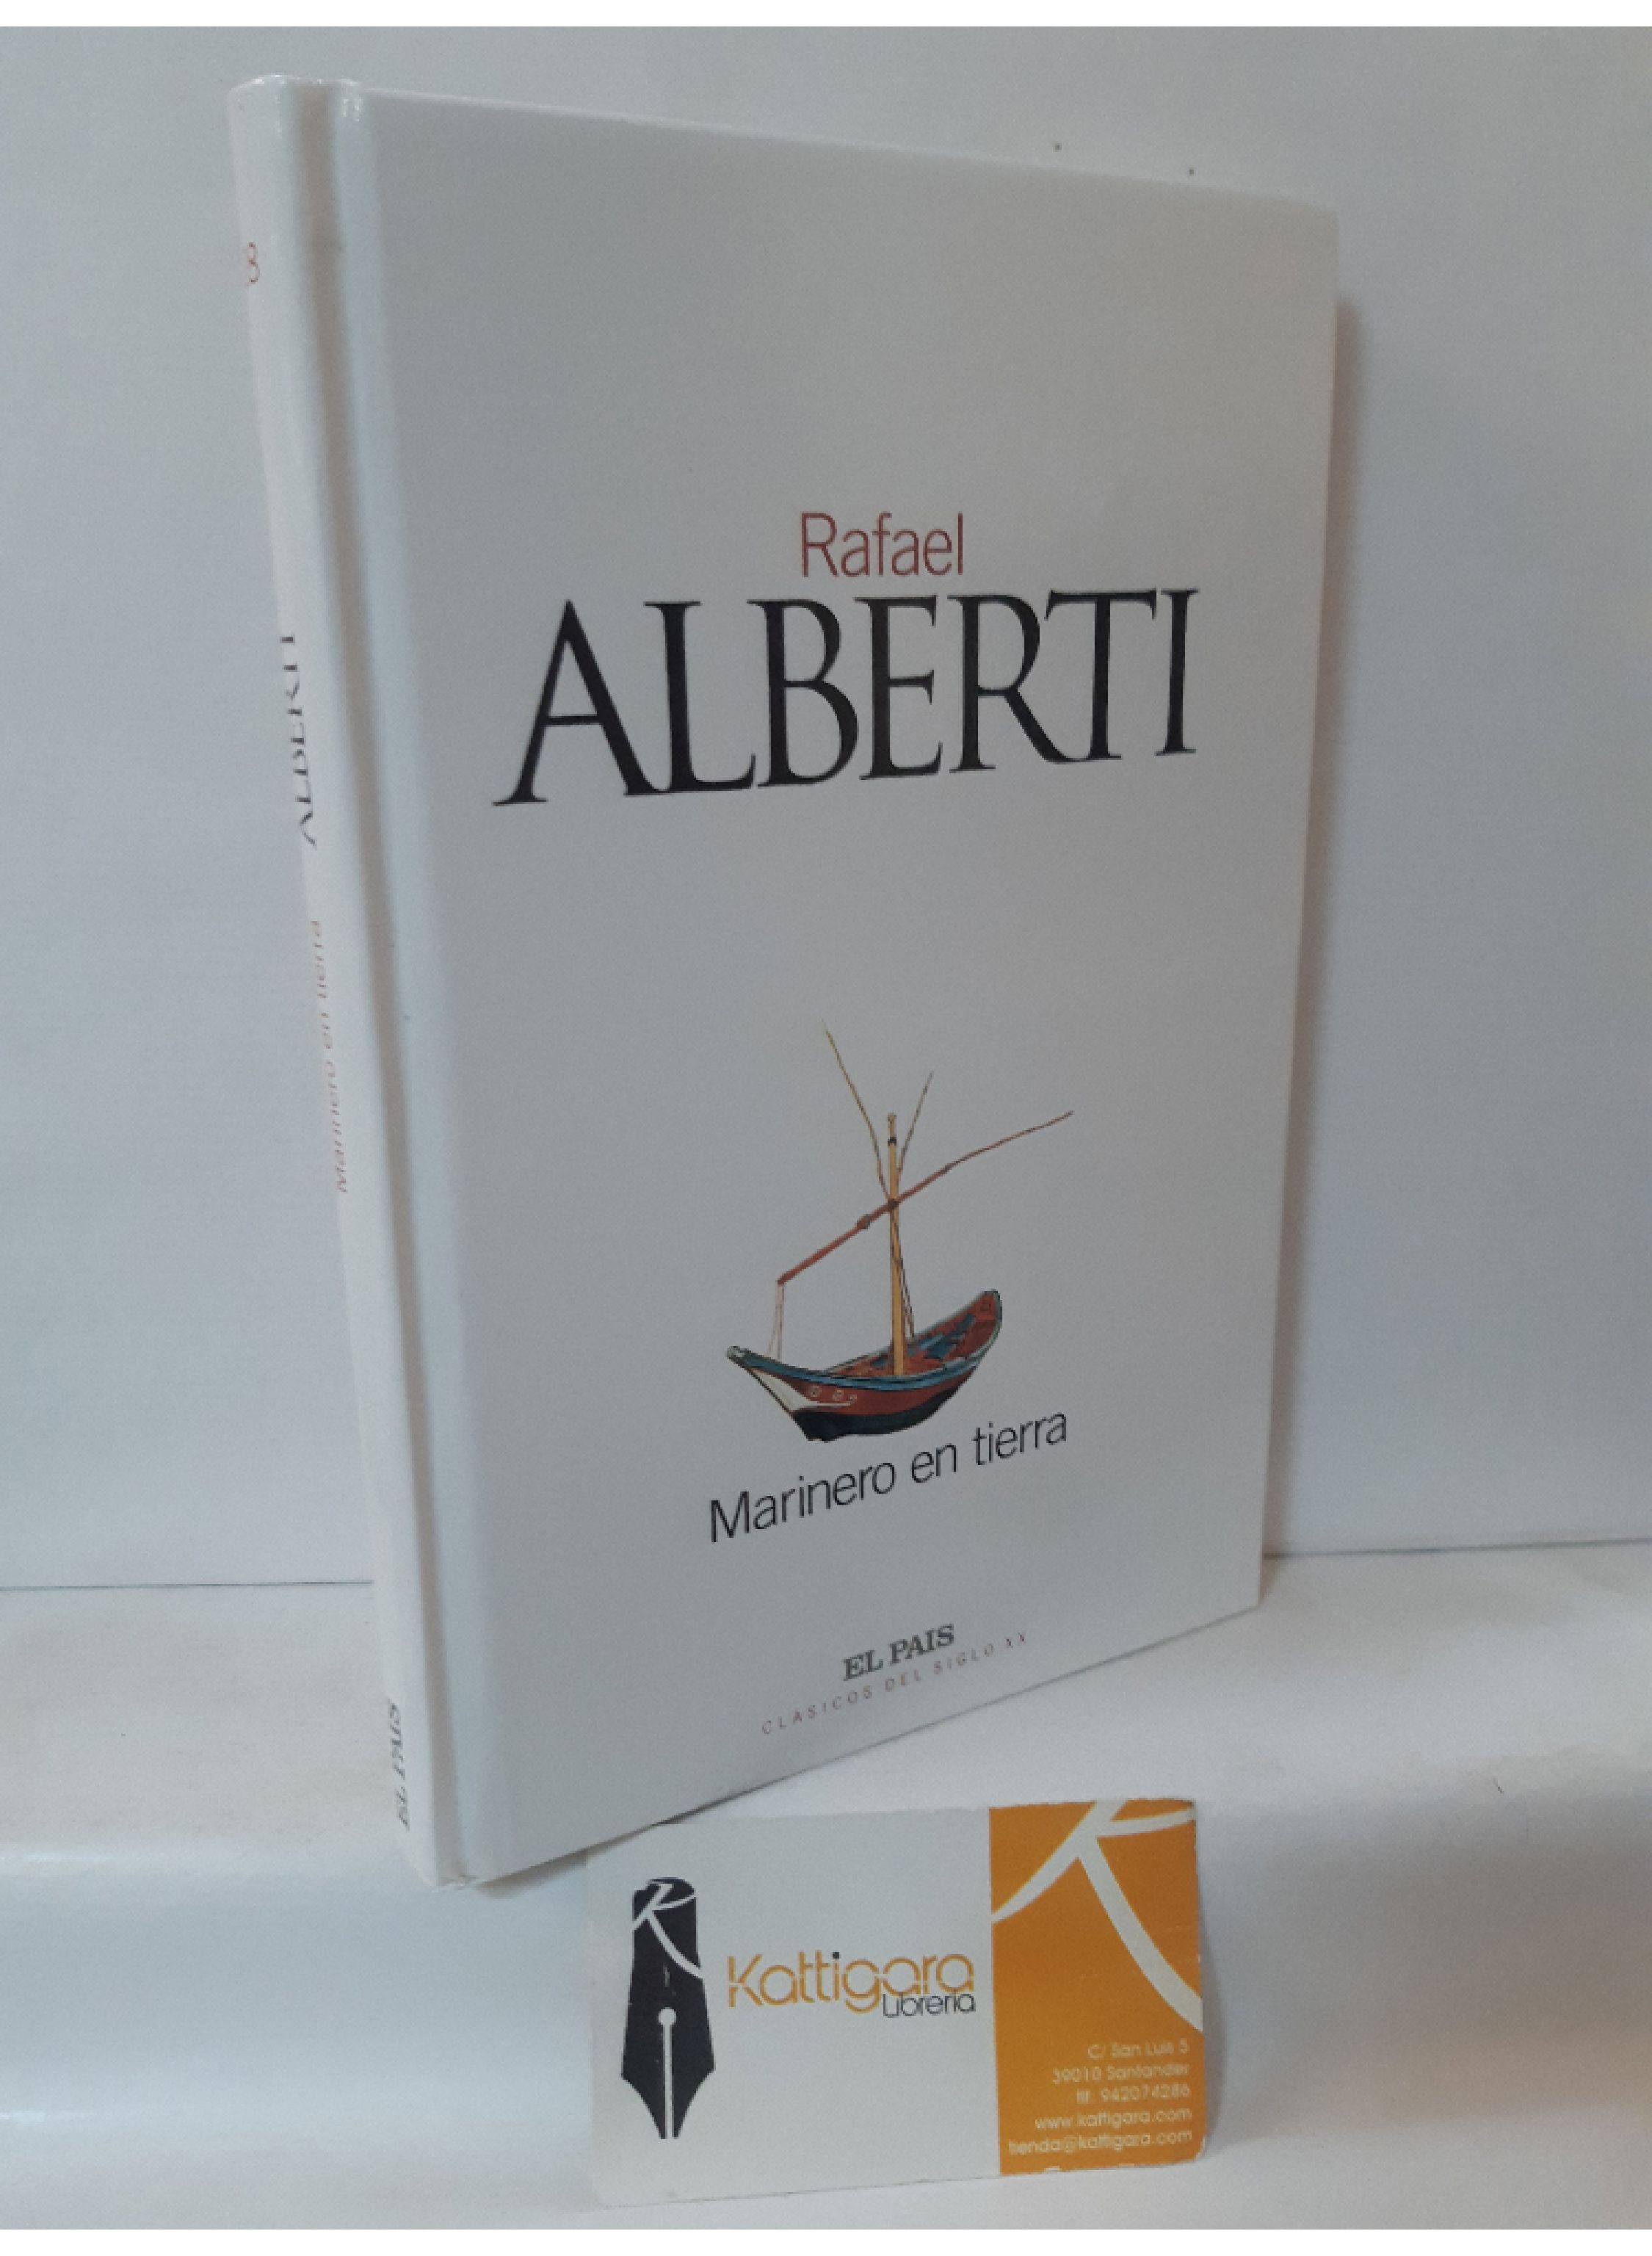 Rafael
ALBERTI
Marinero en tierra
EL PAIS
CLÁSICOS DEL SIGLO XX
ALBERTI
Marinero en tierra
EL PAIS
Kattigara
Librería
C/ San Luis 5
39010 Santander
tlf. 942074286
www.kattigara.com
tienda@kattigara.com